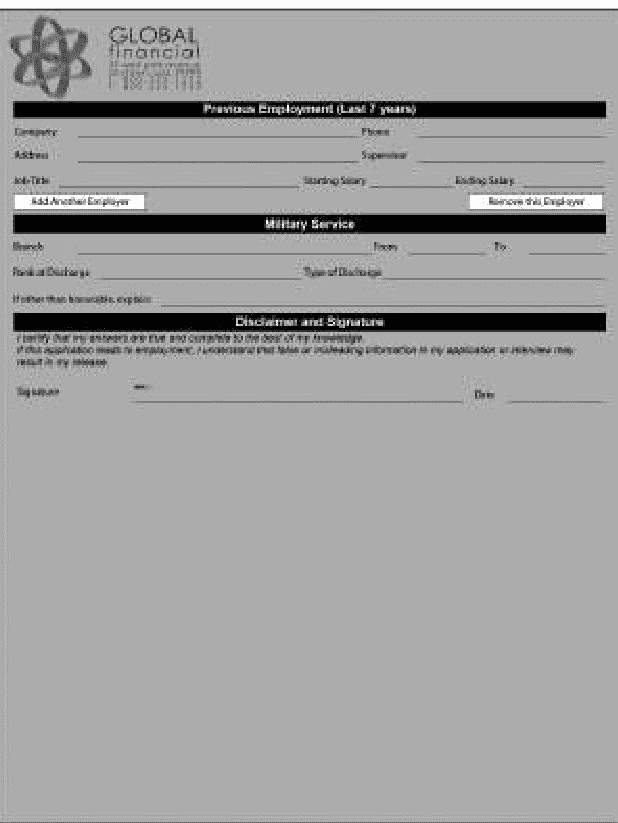 GLOBAL
financial
Previous Employment (Last 7 years)
Company Phone
Address Supervisor
Job Title Starting Salary Ending Salary
Add Another Employer Remove this Employer
Military Service
Branch From To
Rank at Discharge Type of Discharge
If other than honorable, explain
Disclaimer and Signature
I certify that my answers are true and complete to the best of my knowledge.
If this application leads to employment, I understand that false or misleading information in my application or interview may
result in my release.
Signature Date